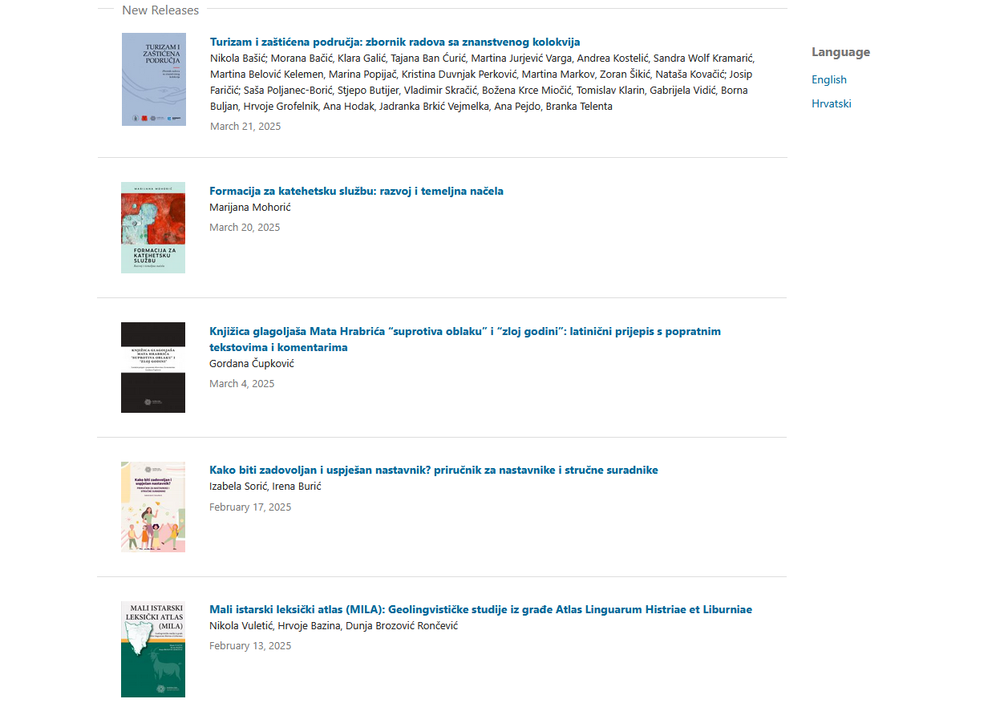 New Releases
TURIZAM I
ZAŠTIĆENA
PODRUČJA
Turizam i zaštićena područja: zbornik radova sa znanstvenog kolokvija
Nikola Bašić; Morana Bačić, Klara Galić, Tajana Ban Ćurić, Martina Jurjević Varga, Andrea Kostelić, Sandra Wolf Kramarić,
Martina Belović Kelemen, Marina Popijač, Kristina Duvnjak Perković, Martina Markov, Zoran Šikić, Nataša Kovačić; Josip
Faričić; Saša Poljanec-Borić, Stjepo Butijer, Vladimir Skračić, Božena Krce Miočić, Tomislav Klarin, Gabrijela Vidić, Borna
Buljan, Hrvoje Grofelnik, Ana Hodak, Jadranka Brkić Vejmelka, Ana Pejdo, Branka Telenta
March 21, 2025
Language
English
Hrvatski
MARIJANA MOHORIĆ
FORMACIJA ZA
KATEHETSKU
SLUŽBU
Razvoj i temeljna načela
Formacija za katehetsku službu: razvoj i temeljna načela
Marijana Mohorić
March 20, 2025
KNJIŽICA GLAGOLJAŠA
MATA HRABRIĆA
"SUPROTIVA OBLAKU" I
"ZLOJ GODINI"
Knjižica glagoljaša Mata Hrabrića “suprotiva oblaku” i “zloj godini”: latinični prijepis s popratnim
tekstovima i komentarima
Gordana Čupković
March 4, 2025
Kako biti zadovoljan i
uspješan nastavnik?
PRIRUČNIK ZA NASTAVNIKE I
STRUČNE SURADNIKE
Kako biti zadovoljan i uspješan nastavnik? priručnik za nastavnike i stručne suradnike
Izabela Sorić, Irena Burić
February 17, 2025
MALI ISTARSKI
LEKSIČKI ATLAS
(MILA)
Mali istarski leksički atlas (MILA): Geolingvističke studije iz građe Atlas Linguarum Histriae et Liburniae
Nikola Vuletić, Hrvoje Bazina, Dunja Brozović Rončević
February 13, 2025